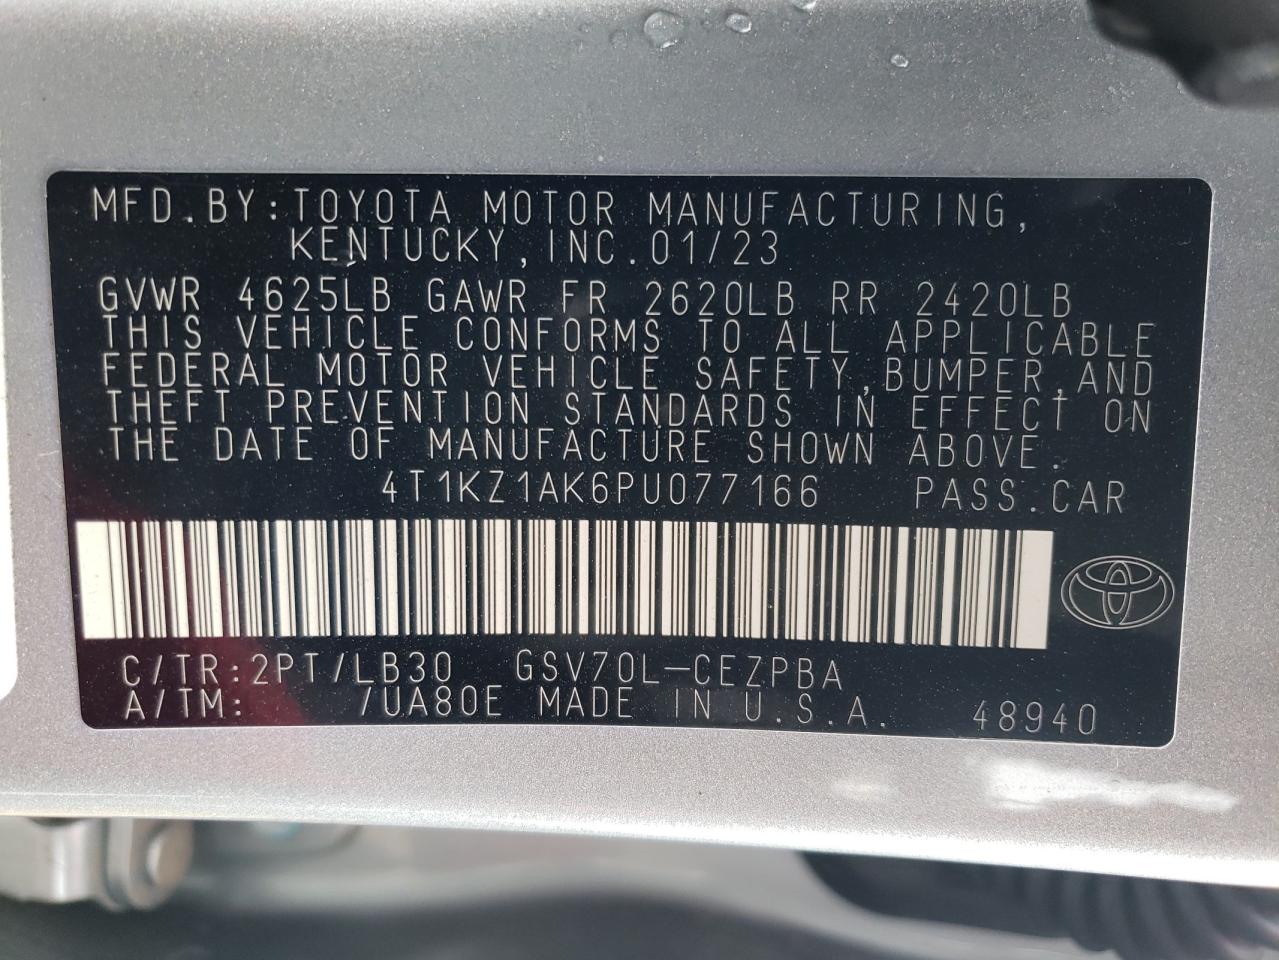 MFD.BY:TOYOTA MOTOR MANUFACTURING,
KENTUCKY,INC.01/23
GVWR 4625LB GAWR FR 2620LB RR 2420LB
THIS VEHICLE CONFORMS TO ALL APPLICABLE
FEDERAL MOTOR VEHICLE SAFETY,BUMPER,AND
THEFT PREVENTION STANDARDS IN EFFECT ON
THE DATE OF MANUFACTURE SHOWN ABOVE.
4T1KZ1AK6PU077166 PASS.CAR
C/TR:2PT/LB30 GSV70L-CEZPBA
A/TM: /UA80E MADE IN U.S.A. 48940